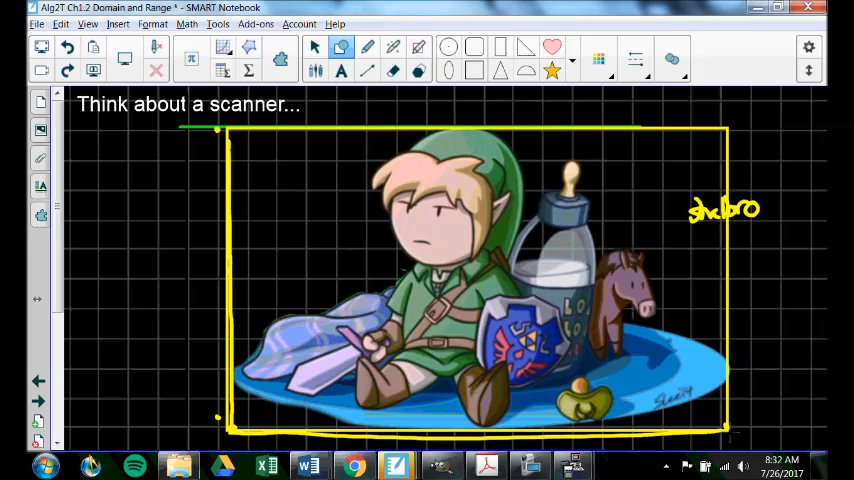 Alg2T Ch1.2 Domain and Range * - SMART Notebook
File Edit View Insert Format Math Tools Add-ons Account Help
Think about a scanner...
8:32 AM
7/26/2017